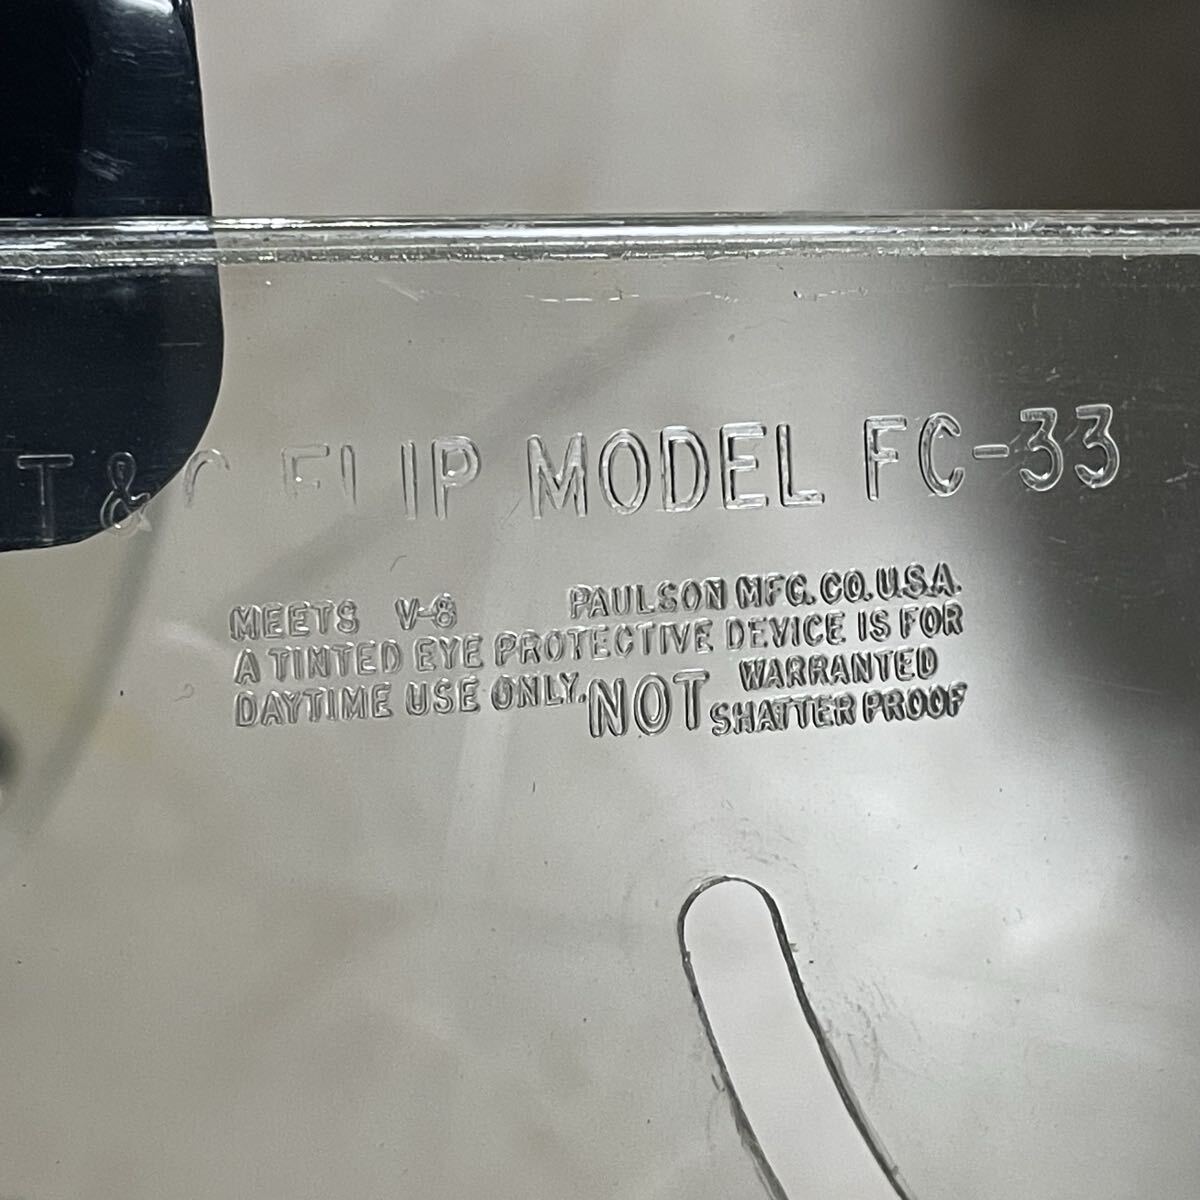 T & C FLIP MODEL FC-33
MEETS V-8 PAULSON MFG. CO. U.S.A.
A TINTED EYE PROTECTIVE DEVICE IS FOR
DAYTIME USE ONLY. NOT WARRANTED
SHATTER PROOF